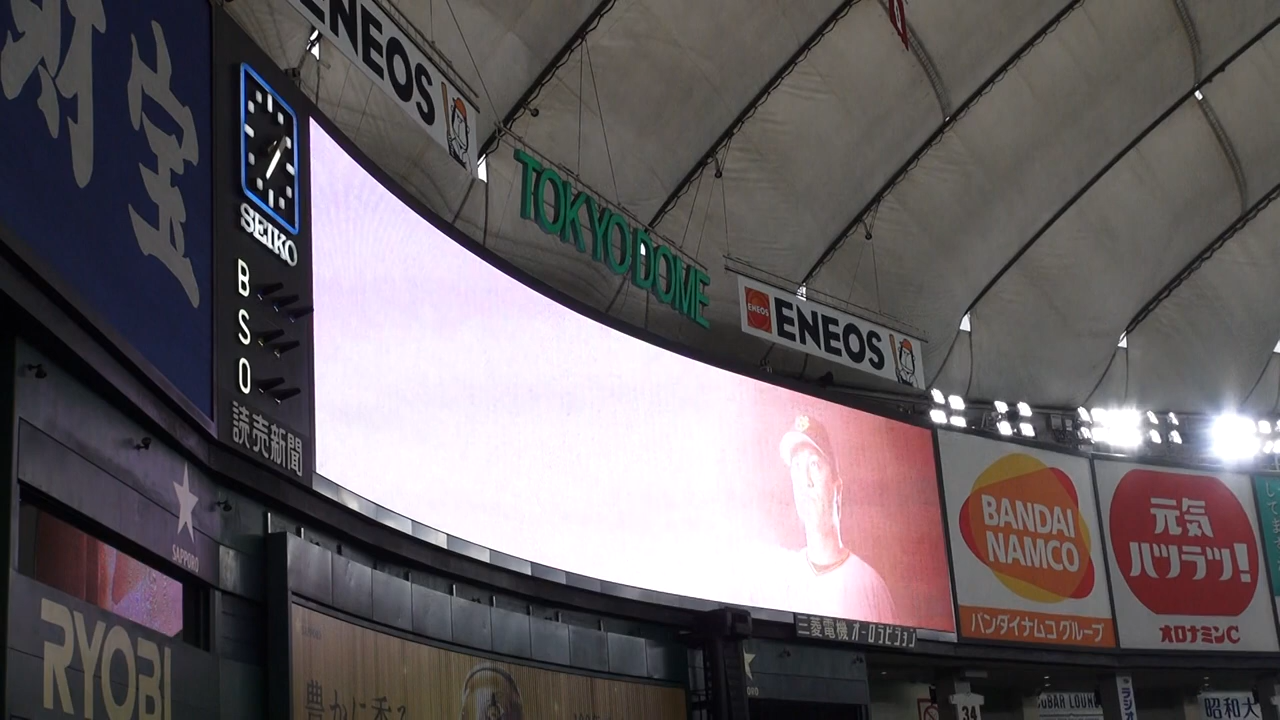 財宝
ENEOS
SEIKO
B
S
O
読売新聞
TOKYO DOME
ENEOS
ENEOS
SAPPORO
RYOBI
BANDAI
NAMCO
バンダイナムコグループ
元気
ハツラツ!
オロナミンC
三菱電機 オーロラビジョン
豊かに香
34
昭和大